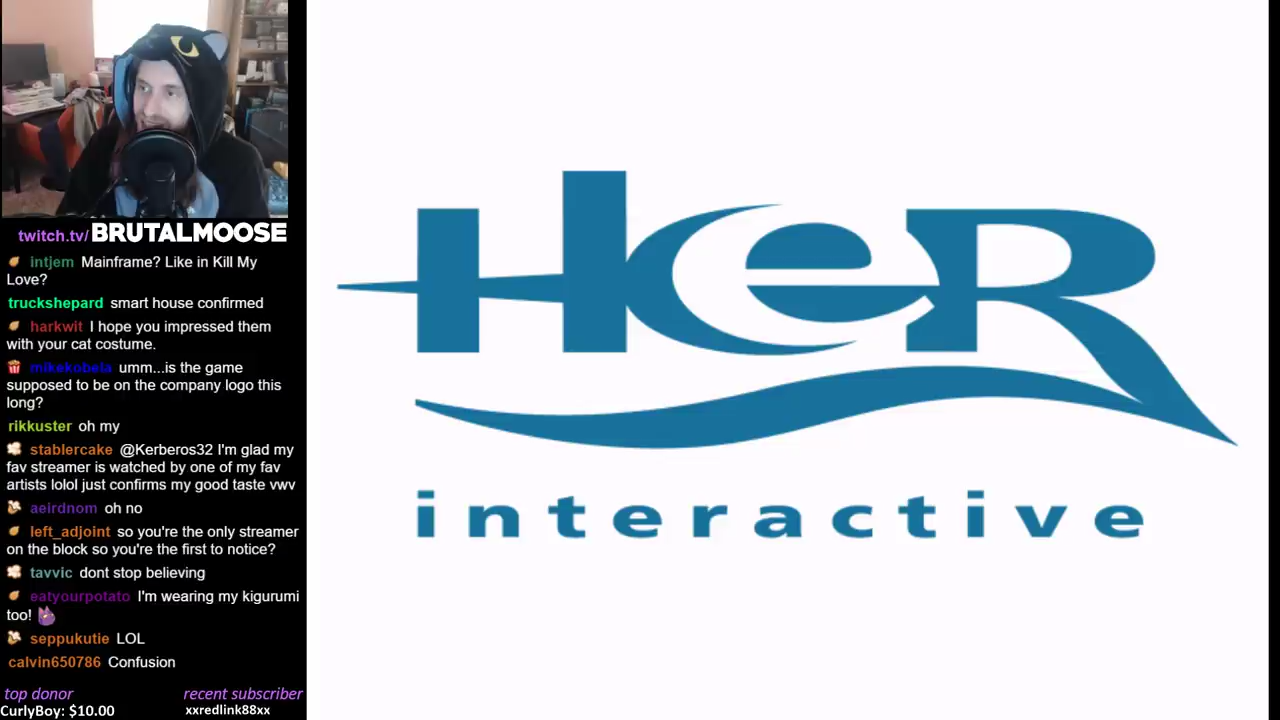 twitch.tv/BRUTALMOOSE
intjem Mainframe? Like in Kill My
Love?
truckshepard smart house confirmed
harkwit I hope you impressed them
with your cat costume.
mikekobela umm...is the game
supposed to be on the company logo this
long?
rikkuster oh my
stablercake @Kerberos32 I'm glad my
fav streamer is watched by one of my fav
artists lolol just confirms my good taste vwv
aeirdnom oh no
left_adjoint so you're the only streamer
on the block so you're the first to notice?
tavvic dont stop believing
eatyourpotato I'm wearing my kigurumi
too!
seppukutie LOL
calvin650786 Confusion
top donor recent subscriber
CurlyBoy: $10.00 xxredlink88xx
HeR
interactive